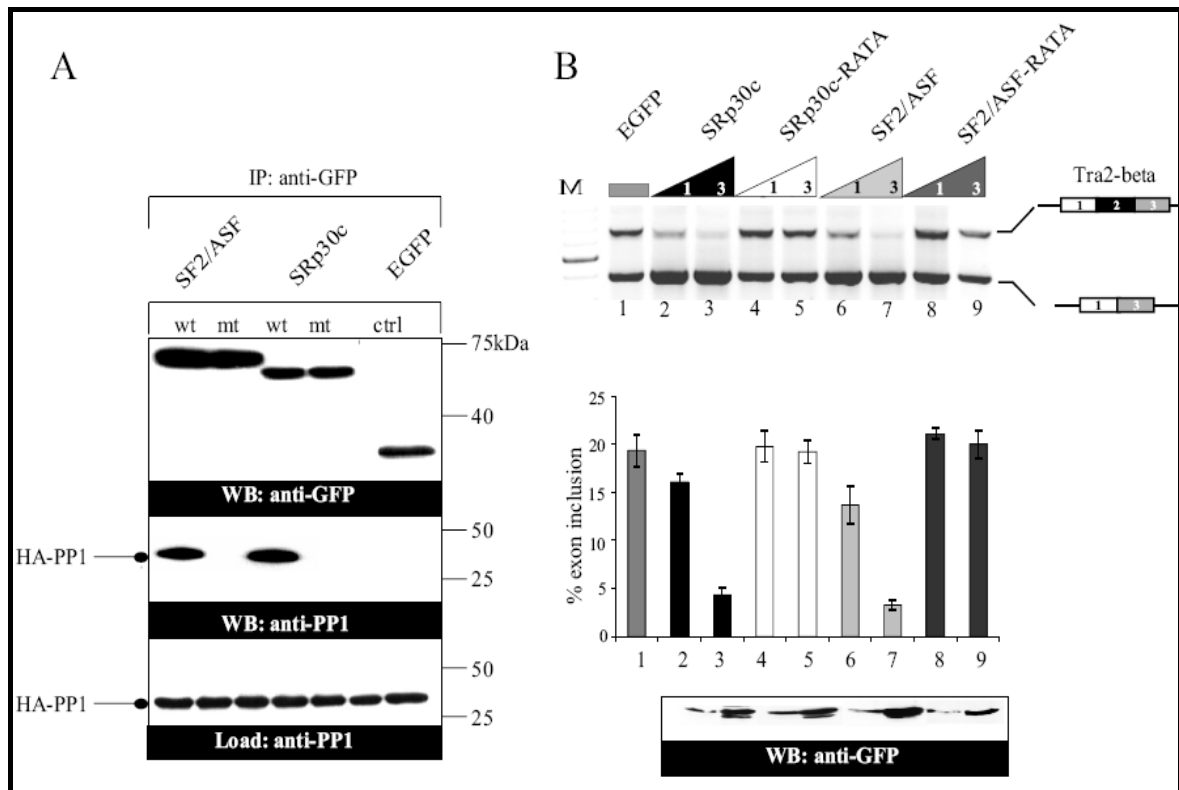 A
IP: anti-GFP
SF2/ASF
SRp30c
EGFP
wt mt wt mt ctrl
75kDa
40
WB: anti-GFP
50
HA-PP1
25
WB: anti-PP1
50
HA-PP1
25
Load: anti-PP1
B
EGFP
SRp30c
SRp30c-RATA
SF2/ASF
SF2/ASF-RATA
M
1 3 1 3 1 3 1 3
Tra2-beta
1 2 3
1 3
1 2 3 4 5 6 7 8 9
% exon inclusion
25
20
15
10
5
0
1 2 3 4 5 6 7 8 9
WB: anti-GFP